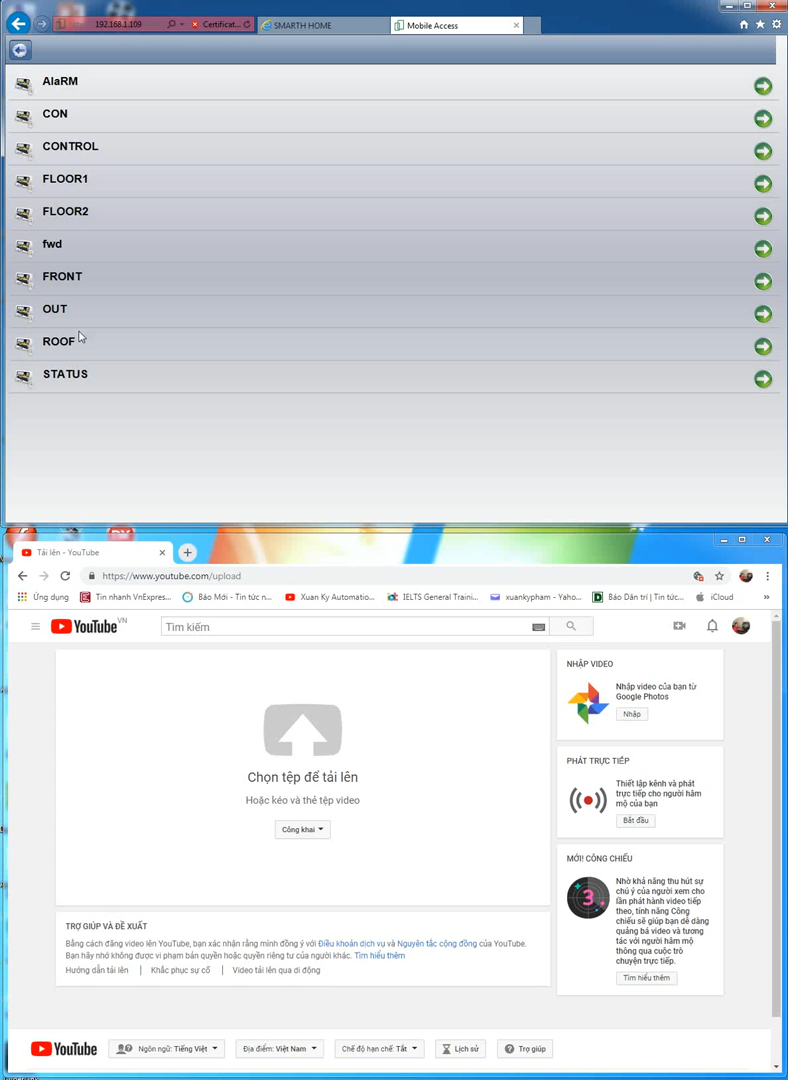 192.168.1.109
Certificat...
SMARTH HOME
Mobile Access
AlaRM
CON
CONTROL
FLOOR1
FLOOR2
fwd
FRONT
OUT
ROOF
STATUS
Tải lên - YouTube
https://www.youtube.com/upload
Ứng dụng
Tin nhanh VnExpres...
Báo Mới - Tin tức n...
Xuan Ky Automatio...
IELTS General Traini...
xuankypham - Yaho...
Báo Dân trí | Tin tức...
iCloud
»
YouTube VN
Tìm kiếm
Chọn tệp để tải lên
Hoặc kéo và thẻ tệp video
Công khai
NHẬP VIDEO
Nhập video của bạn từ
Google Photos
Nhập
PHÁT TRỰC TIẾP
Thiết lập kênh và phát
trực tiếp cho người hâm
mộ của bạn
Bắt đầu
MỚI! CÔNG CHIẾU
3
Nhờ khả năng thu hút sự
chú ý của người xem cho
lần phát hành video tiếp
theo, tính năng Công
chiếu sẽ giúp bạn dễ dàng
quảng bá video và tương
tác với người hâm mộ
thông qua cuộc trò
chuyện trực tiếp.
Tìm hiểu thêm
TRỢ GIÚP VÀ ĐỀ XUẤT
Bằng cách đăng video lên YouTube, bạn xác nhận rằng mình đồng ý với Điều khoản dịch vụ và Nguyên tắc cộng đồng của YouTube.
Bạn hãy nhớ không được vi phạm bản quyền hoặc quyền riêng tư của người khác. Tìm hiểu thêm
Hướng dẫn tải lên | Khắc phục sự cố | Video tải lên qua di động
YouTube
Ngôn ngữ: Tiếng Việt
Địa điểm: Việt Nam
Chế độ hạn chế: Tắt
Lịch sử
Trợ giúp